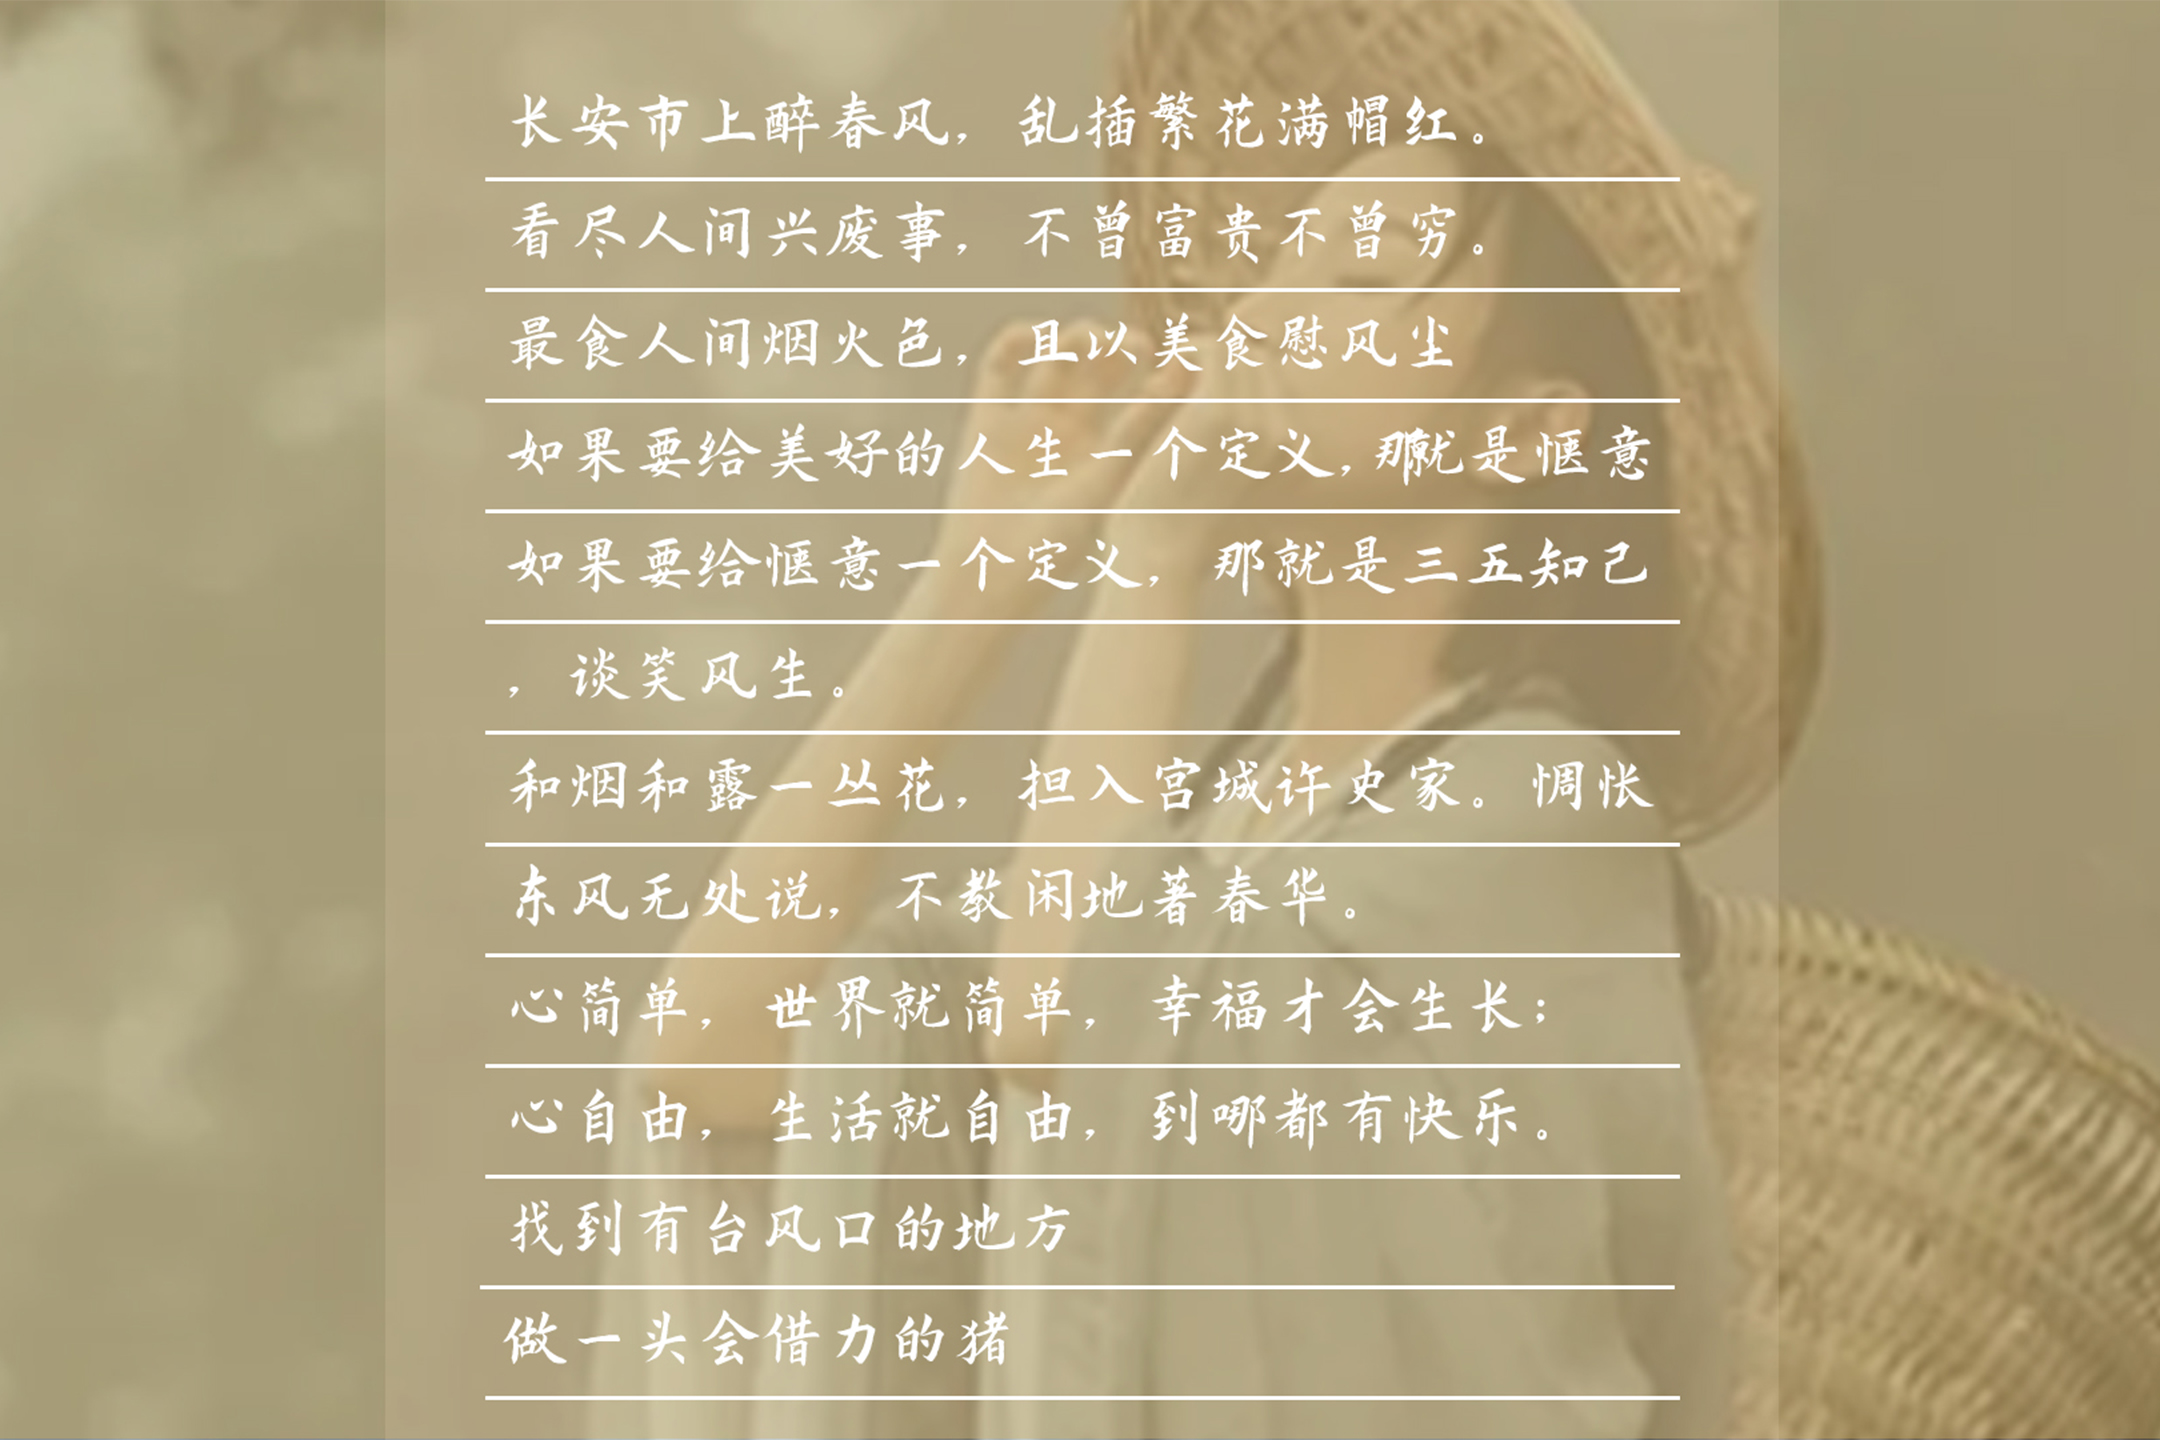 长安市上醉春风，乱插繁花满帽红。
看尽人间兴废事，不曾富贵不曾穷。
最食人间烟火色，且以美食慰风尘
如果要给美好的人生一个定义，那就是惬意
如果要给惬意一个定义，那就是三五知己
，谈笑风生。
和烟和露一丛花，担入宫城许史家。惆怅
东风无处说，不教闲地著春华。
心简单，世界就简单，幸福才会生长；
心自由，生活就自由，到哪都有快乐。
找到有台风口的地方
做一头会借力的猪